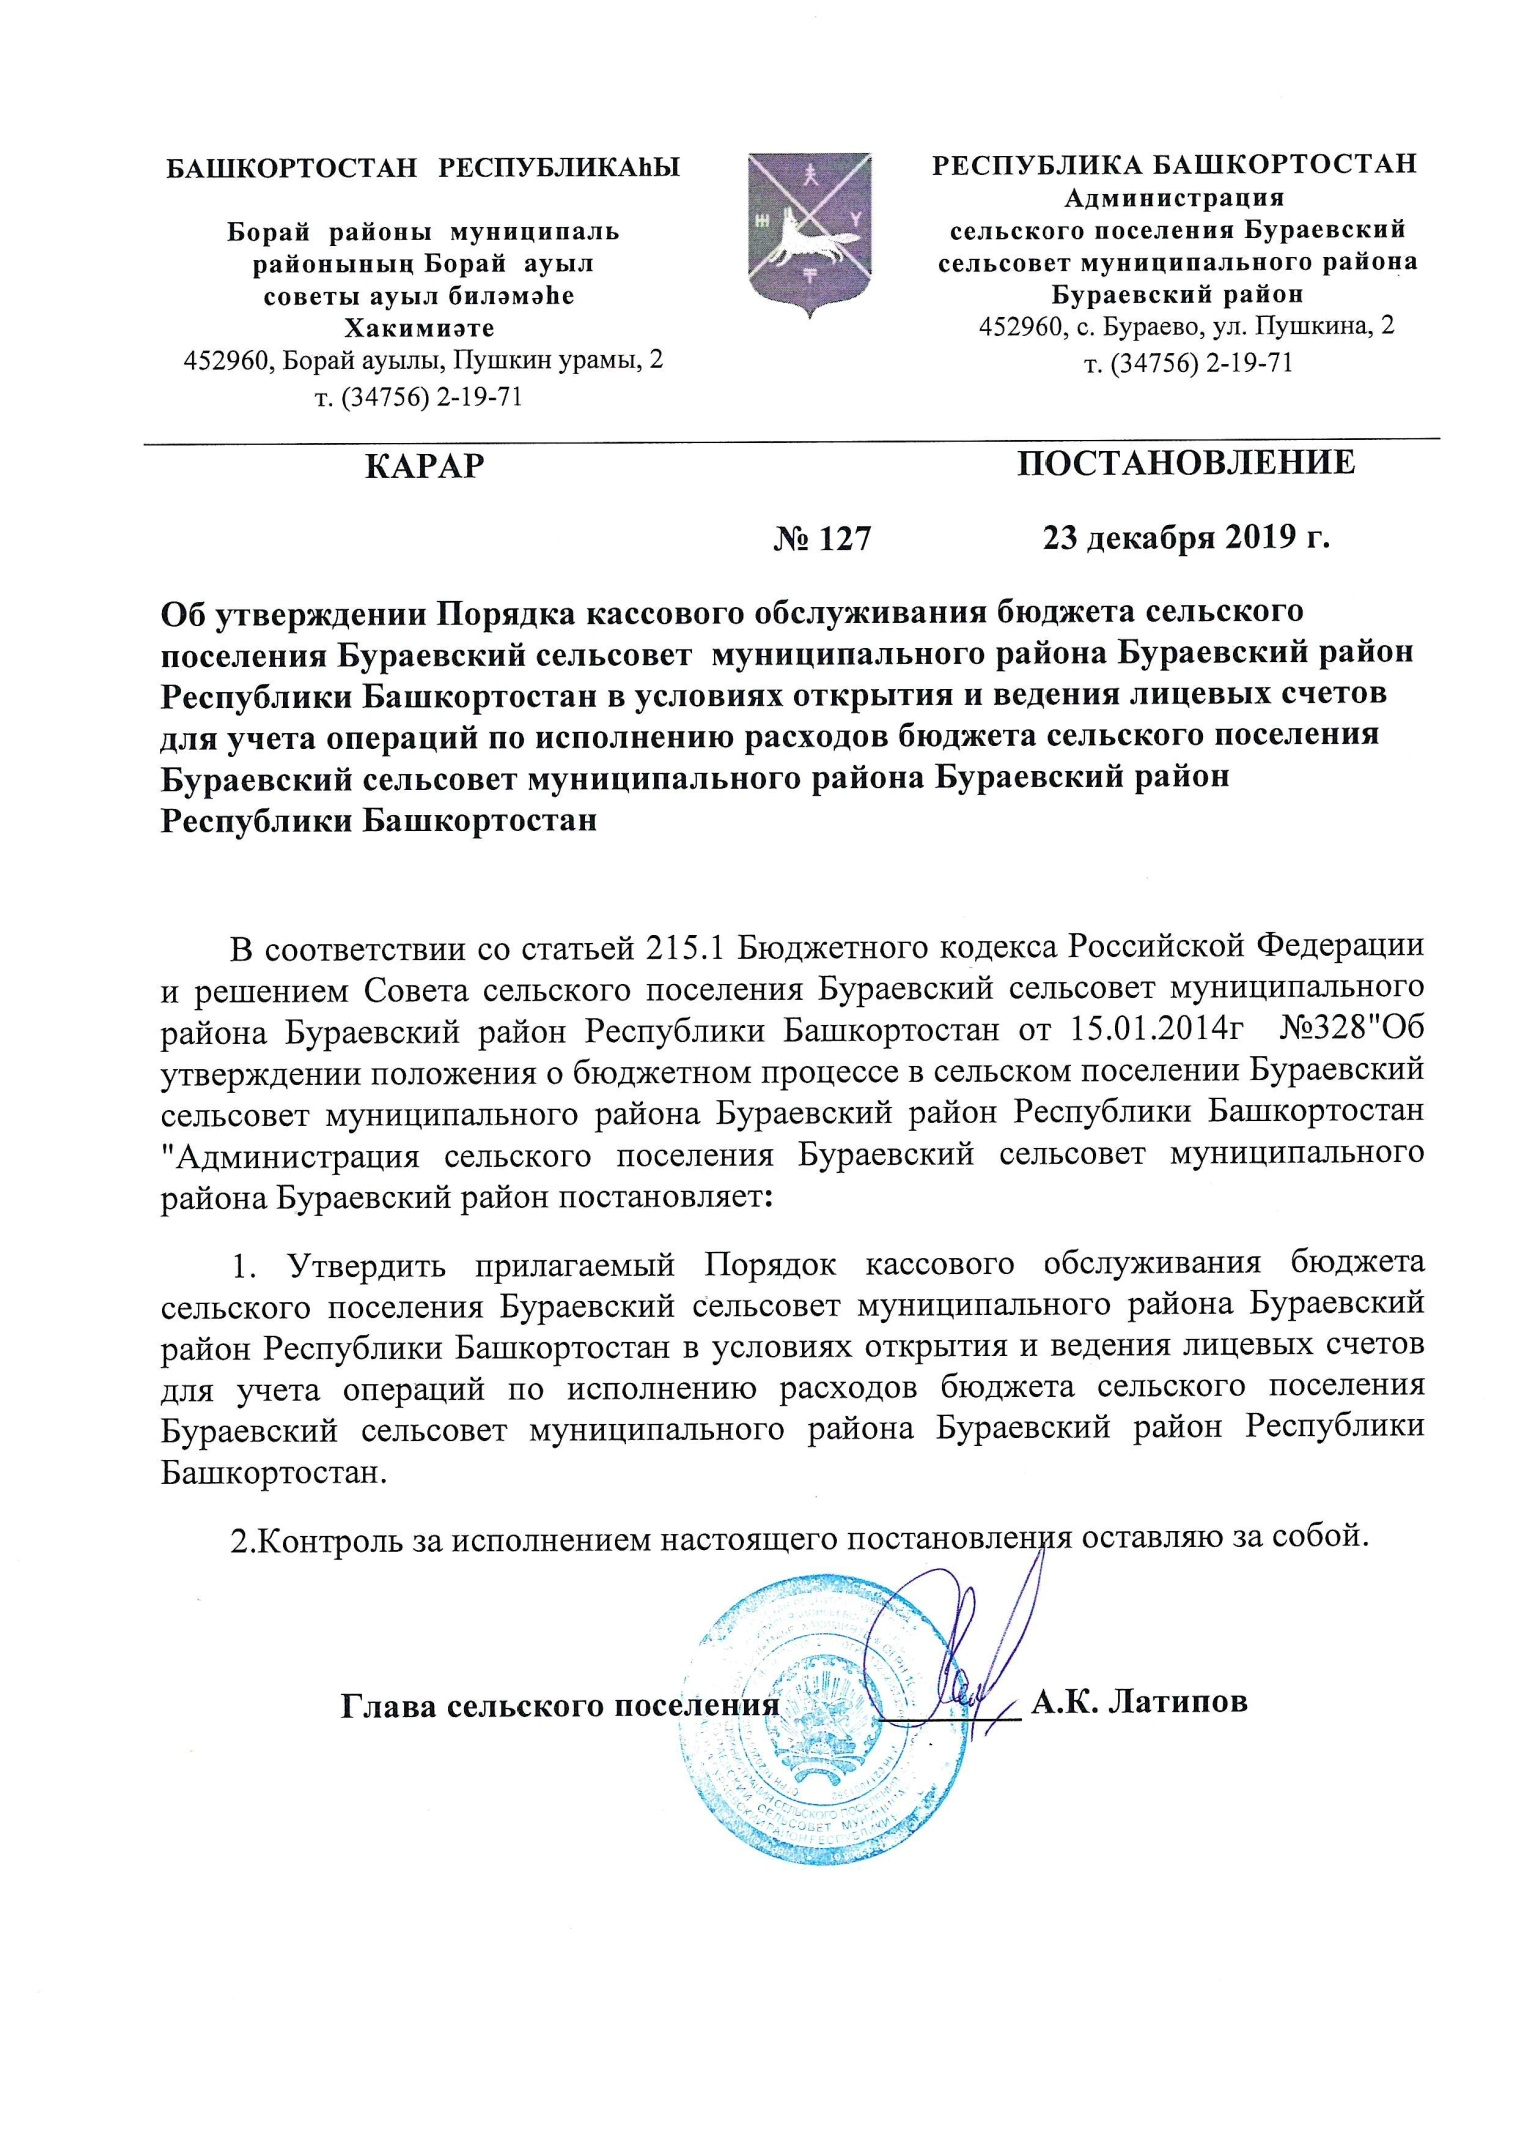 БАШКОРТОСТАН РЕСПУБЛИКАҺЫ
Борай районы муниципаль
районының Борай ауыл
советы ауыл биләмәһе
Хакимиәте
452960, Борай ауылы, Пушкин урамы, 2
т. (34756) 2-19-71
РЕСПУБЛИКА БАШКОРТОСТАН
Администрация
сельского поселения Бураевский
сельсовет муниципального района
Бураевский район
452960, с. Бураево, ул. Пушкина, 2
т. (34756) 2-19-71
КАРАР
ПОСТАНОВЛЕНИЕ
№ 127
23 декабря 2019 г.
Об утверждении Порядка кассового обслуживания бюджета сельского
поселения Бураевский сельсовет муниципального района Бураевский район
Республики Башкортостан в условиях открытия и ведения лицевых счетов
для учета операций по исполнению расходов бюджета сельского поселения
Бураевский сельсовет муниципального района Бураевский район
Республики Башкортостан
В соответствии со статьей 215.1 Бюджетного кодекса Российской Федерации
и решением Совета сельского поселения Бураевский сельсовет муниципального
района Бураевский район Республики Башкортостан от 15.01.2014г №328"Об
утверждении положения о бюджетном процессе в сельском поселении Бураевский
сельсовет муниципального района Бураевский район Республики Башкортостан
"Администрация сельского поселения Бураевский сельсовет муниципального
района Бураевский район постановляет:
1. Утвердить прилагаемый Порядок кассового обслуживания бюджета
сельского поселения Бураевский сельсовет муниципального района Бураевский
район Республики Башкортостан в условиях открытия и ведения лицевых счетов
для учета операций по исполнению расходов бюджета сельского поселения
Бураевский сельсовет муниципального района Бураевский район Республики
Башкортостан.
2.Контроль за исполнением настоящего постановления оставляю за собой.
Глава сельского поселения ________ А.К. Латипов
СЕЛЬСКОГО ПОСЕЛЕНИЯ
СЕЛЬСОВЕТ